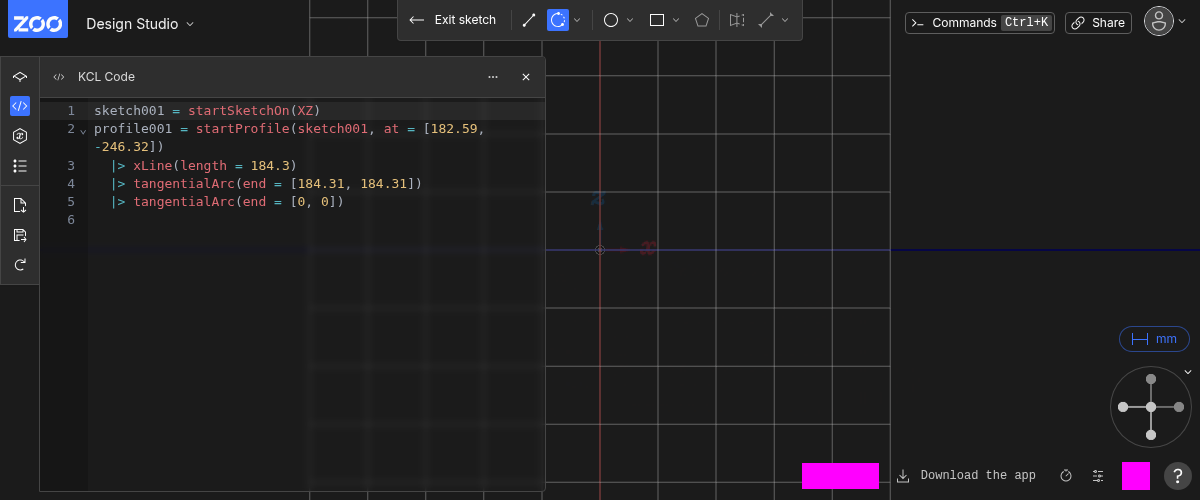 ZOO
Design Studio
Exit sketch
Commands Ctrl+K
Share
KCL Code
1 sketch001 = startSketchOn(XZ)
2 profile001 = startProfile(sketch001, at = [182.59,
-246.32])
3 |> xLine(length = 184.3)
4 |> tangentialArc(end = [184.31, 184.31])
5 |> tangentialArc(end = [0, 0])
6
z
x
mm
Download the app
?